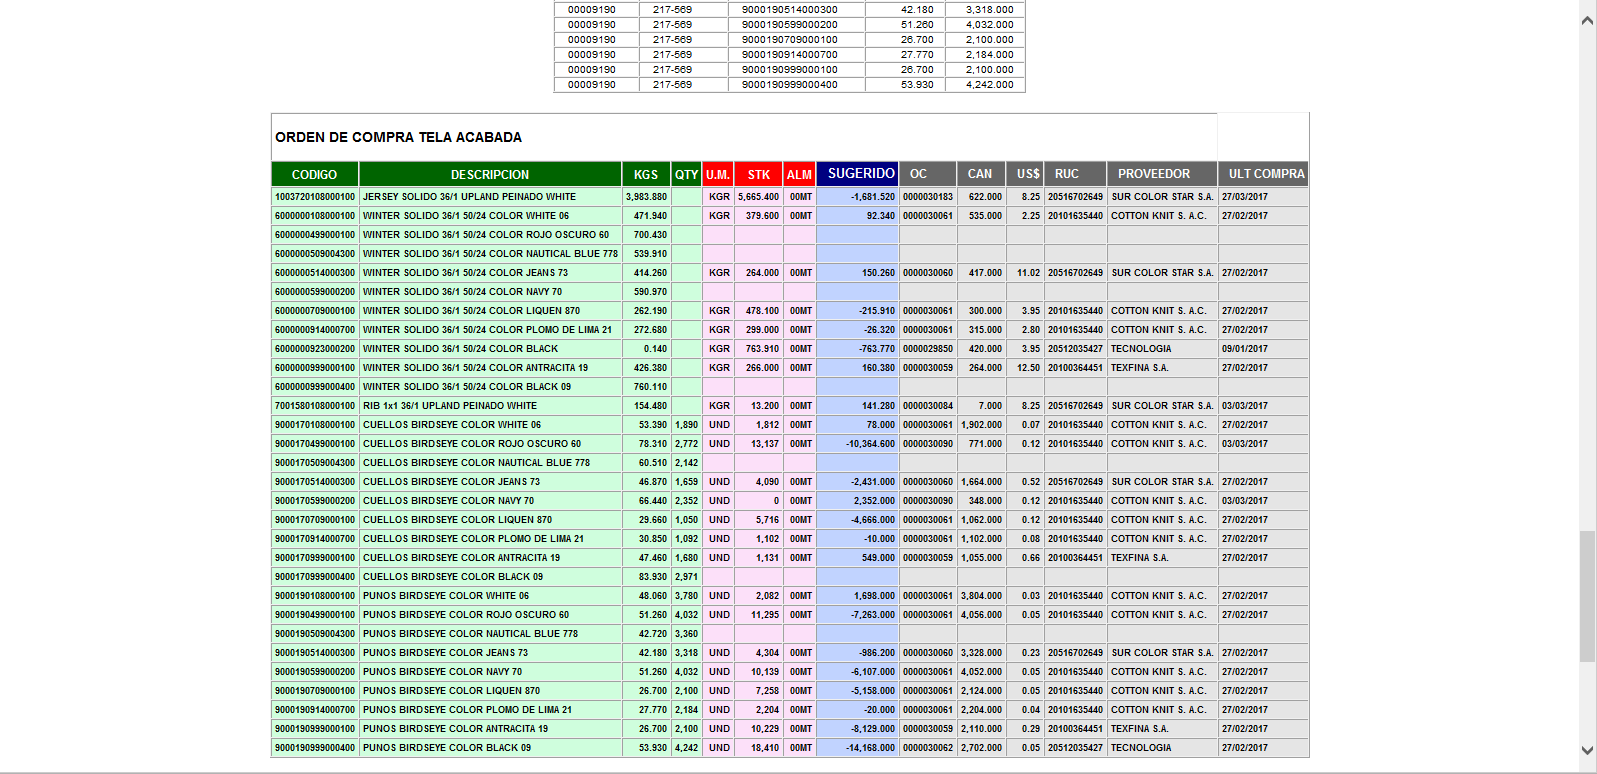 00009190 217-569 9000190514000300 42.180 3,318.000
00009190 217-569 9000190599000200 51.260 4,032.000
00009190 217-569 9000190709000100 26.700 2,100.000
00009190 217-569 9000190914000700 27.770 2,184.000
00009190 217-569 9000190999000100 26.700 2,100.000
00009190 217-569 9000190999000400 53.930 4,242.000
ORDEN DE COMPRA TELA ACABADA
CODIGO DESCRIPCION KGS QTY U.M. STK ALM SUGERIDO OC CAN US$ RUC PROVEEDOR ULT COMPRA
1003720108000100 JERSEY SOLIDO 36/1 UPLAND PEINADO WHITE 3,983.880 KGR 5,665.400 00MT -1,681.520 0000030183 622.000 8.25 20516702649 SUR COLOR STAR S.A. 27/03/2017
6000000108000100 WINTER SOLIDO 36/1 50/24 COLOR WHITE 06 471.940 KGR 379.600 00MT 92.340 0000030061 535.000 2.25 20101635440 COTTON KNIT S. A.C. 27/02/2017
6000000499000100 WINTER SOLIDO 36/1 50/24 COLOR ROJO OSCURO 60 700.430
6000000509004300 WINTER SOLIDO 36/1 50/24 COLOR NAUTICAL BLUE 778 539.910
6000000514000300 WINTER SOLIDO 36/1 50/24 COLOR JEANS 73 414.260 KGR 264.000 00MT 150.260 0000030060 417.000 11.02 20516702649 SUR COLOR STAR S.A. 27/02/2017
6000000599000200 WINTER SOLIDO 36/1 50/24 COLOR NAVY 70 590.970
6000000709000100 WINTER SOLIDO 36/1 50/24 COLOR LIQUEN 870 262.190 KGR 478.100 00MT -215.910 0000030061 300.000 3.95 20101635440 COTTON KNIT S. A.C. 27/02/2017
6000000914000700 WINTER SOLIDO 36/1 50/24 COLOR PLOMO DE LIMA 21 272.680 KGR 299.000 00MT -26.320 0000030061 315.000 2.80 20101635440 COTTON KNIT S. A.C. 27/02/2017
6000000923000200 WINTER SOLIDO 36/1 50/24 COLOR BLACK 0.140 KGR 763.910 00MT -763.770 0000029850 420.000 3.95 20512035427 TECNOLOGIA 09/01/2017
6000000999000100 WINTER SOLIDO 36/1 50/24 COLOR ANTRACITA 19 426.380 KGR 266.000 00MT 160.380 0000030059 264.000 12.50 20100364451 TEXFINA S.A. 27/02/2017
6000000999000400 WINTER SOLIDO 36/1 50/24 COLOR BLACK 09 760.110
7001580108000100 RIB 1x1 36/1 UPLAND PEINADO WHITE 154.480 KGR 13.200 00MT 141.280 0000030084 7.000 8.25 20516702649 SUR COLOR STAR S.A. 03/03/2017
9000170108000100 CUELLOS BIRDSEYE COLOR WHITE 06 53.390 1,890 UND 1,812 00MT 78.000 0000030061 1,902.000 0.07 20101635440 COTTON KNIT S. A.C. 27/02/2017
9000170499000100 CUELLOS BIRDSEYE COLOR ROJO OSCURO 60 78.310 2,772 UND 13,137 00MT -10,364.600 0000030090 771.000 0.12 20101635440 COTTON KNIT S. A.C. 03/03/2017
9000170509004300 CUELLOS BIRDSEYE COLOR NAUTICAL BLUE 778 60.510 2,142
9000170514000300 CUELLOS BIRDSEYE COLOR JEANS 73 46.870 1,659 UND 4,090 00MT -2,431.000 0000030060 1,664.000 0.52 20516702649 SUR COLOR STAR S.A. 27/02/2017
9000170599000200 CUELLOS BIRDSEYE COLOR NAVY 70 66.440 2,352 UND 0 00MT 2,352.000 0000030090 348.000 0.12 20101635440 COTTON KNIT S. A.C. 03/03/2017
9000170709000100 CUELLOS BIRDSEYE COLOR LIQUEN 870 29.660 1,050 UND 5,716 00MT -4,666.000 0000030061 1,062.000 0.12 20101635440 COTTON KNIT S. A.C. 27/02/2017
9000170914000700 CUELLOS BIRDSEYE COLOR PLOMO DE LIMA 21 30.850 1,092 UND 1,102 00MT -10.000 0000030061 1,102.000 0.08 20101635440 COTTON KNIT S. A.C. 27/02/2017
9000170999000100 CUELLOS BIRDSEYE COLOR ANTRACITA 19 47.460 1,680 UND 1,131 00MT 549.000 0000030059 1,055.000 0.66 20100364451 TEXFINA S.A. 27/02/2017
9000170999000400 CUELLOS BIRDSEYE COLOR BLACK 09 83.930 2,971
9000190108000100 PUNOS BIRDSEYE COLOR WHITE 06 48.060 3,780 UND 2,082 00MT 1,698.000 0000030061 3,804.000 0.03 20101635440 COTTON KNIT S. A.C. 27/02/2017
9000190499000100 PUNOS BIRDSEYE COLOR ROJO OSCURO 60 51.260 4,032 UND 11,295 00MT -7,263.000 0000030061 4,056.000 0.05 20101635440 COTTON KNIT S. A.C. 27/02/2017
9000190509004300 PUNOS BIRDSEYE COLOR NAUTICAL BLUE 778 42.720 3,360
9000190514000300 PUNOS BIRDSEYE COLOR JEANS 73 42.180 3,318 UND 4,304 00MT -986.200 0000030060 3,328.000 0.23 20516702649 SUR COLOR STAR S.A. 27/02/2017
9000190599000200 PUNOS BIRDSEYE COLOR NAVY 70 51.260 4,032 UND 10,139 00MT -6,107.000 0000030061 4,052.000 0.05 20101635440 COTTON KNIT S. A.C. 27/02/2017
9000190709000100 PUNOS BIRDSEYE COLOR LIQUEN 870 26.700 2,100 UND 7,258 00MT -5,158.000 0000030061 2,124.000 0.05 20101635440 COTTON KNIT S. A.C. 27/02/2017
9000190914000700 PUNOS BIRDSEYE COLOR PLOMO DE LIMA 21 27.770 2,184 UND 2,204 00MT -20.000 0000030061 2,204.000 0.04 20101635440 COTTON KNIT S. A.C. 27/02/2017
9000190999000100 PUNOS BIRDSEYE COLOR ANTRACITA 19 26.700 2,100 UND 10,229 00MT -8,129.000 0000030059 2,110.000 0.29 20100364451 TEXFINA S.A. 27/02/2017
9000190999000400 PUNOS BIRDSEYE COLOR BLACK 09 53.930 4,242 UND 18,410 00MT -14,168.000 0000030062 2,702.000 0.05 20512035427 TECNOLOGIA 27/02/2017